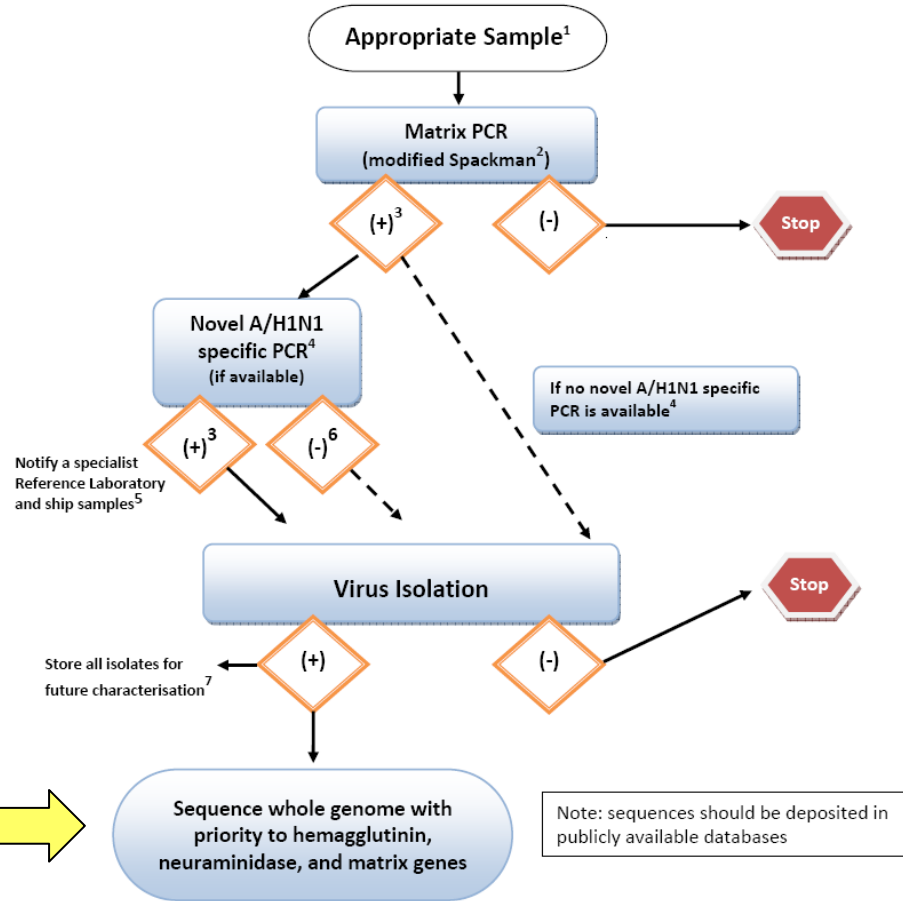 Appropriate Sample¹
Matrix PCR
(modified Spackman²)
(+)³
(-)
Stop
Novel A/H1N1
specific PCR⁴
(if available)
If no novel A/H1N1 specific
PCR is available⁴
(+)³
(-)⁶
Notify a specialist
Reference Laboratory
and ship samples⁵
Virus Isolation
Stop
(+)
(-)
Store all isolates for
future characterisation⁷
Sequence whole genome with
priority to hemagglutinin,
neuraminidase, and matrix genes
Note: sequences should be deposited in
publicly available databases